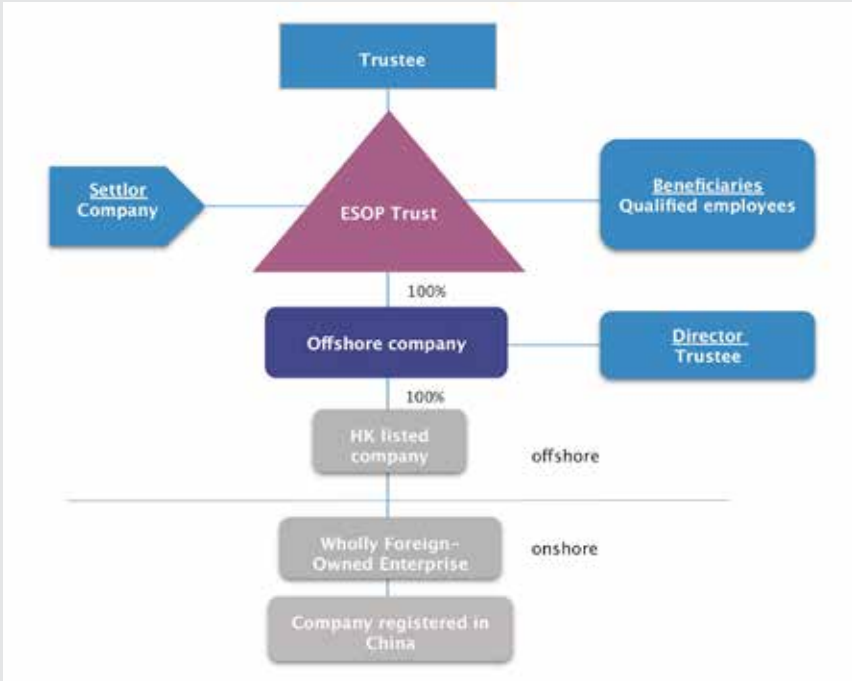 Trustee
Settlor
Company
ESOP Trust
Beneficiaries
Qualified employees
100%
Offshore company
Director
Trustee
100%
HK listed
company
offshore
Wholly Foreign-
Owned Enterprise
onshore
Company registered in
China